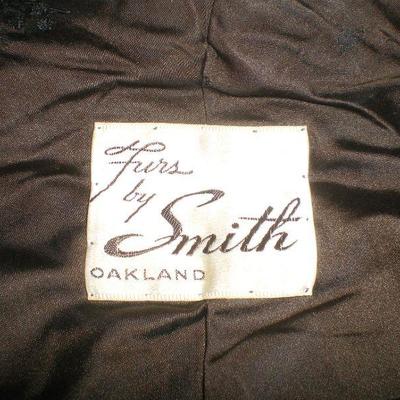 Furs
by
Smith
OAKLAND